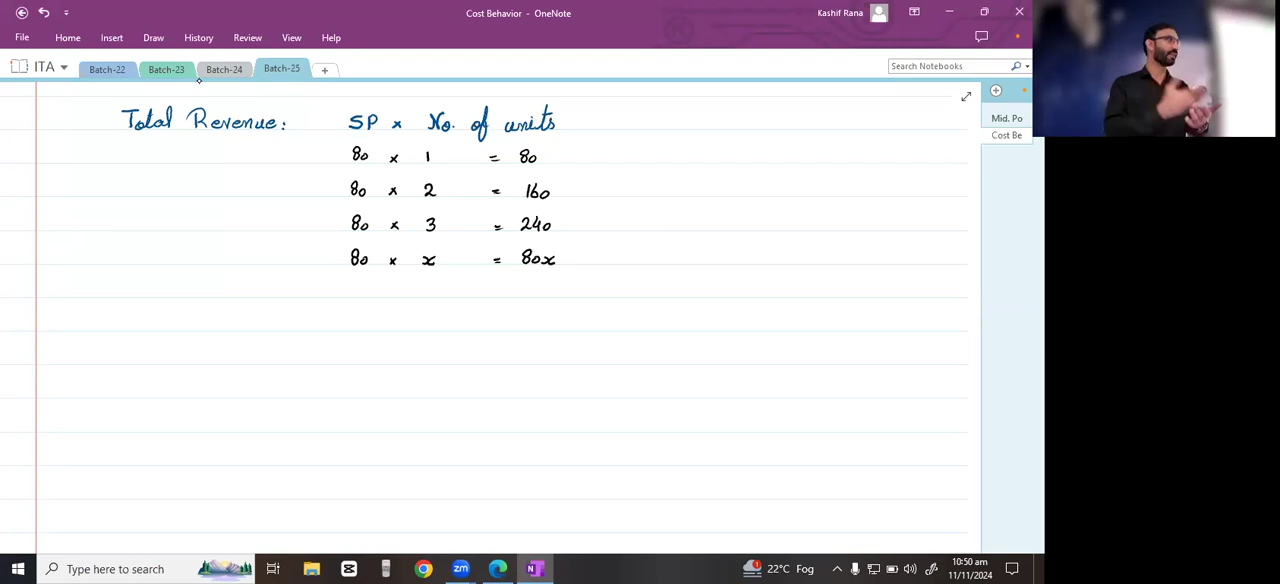 Cost Behavior - OneNote
Kashif Rana
File Home Insert Draw History Review View Help
ITA
Batch-22 Batch-23 Batch-24 Batch-25
Search Notebooks
Mid. Po
Cost Be
Total Revenue: SP × No. of units
80 × 1 = 80
80 × 2 = 160
80 × 3 = 240
80 × x = 80x
Type here to search
22°C Fog
10:50 am
11/11/2024